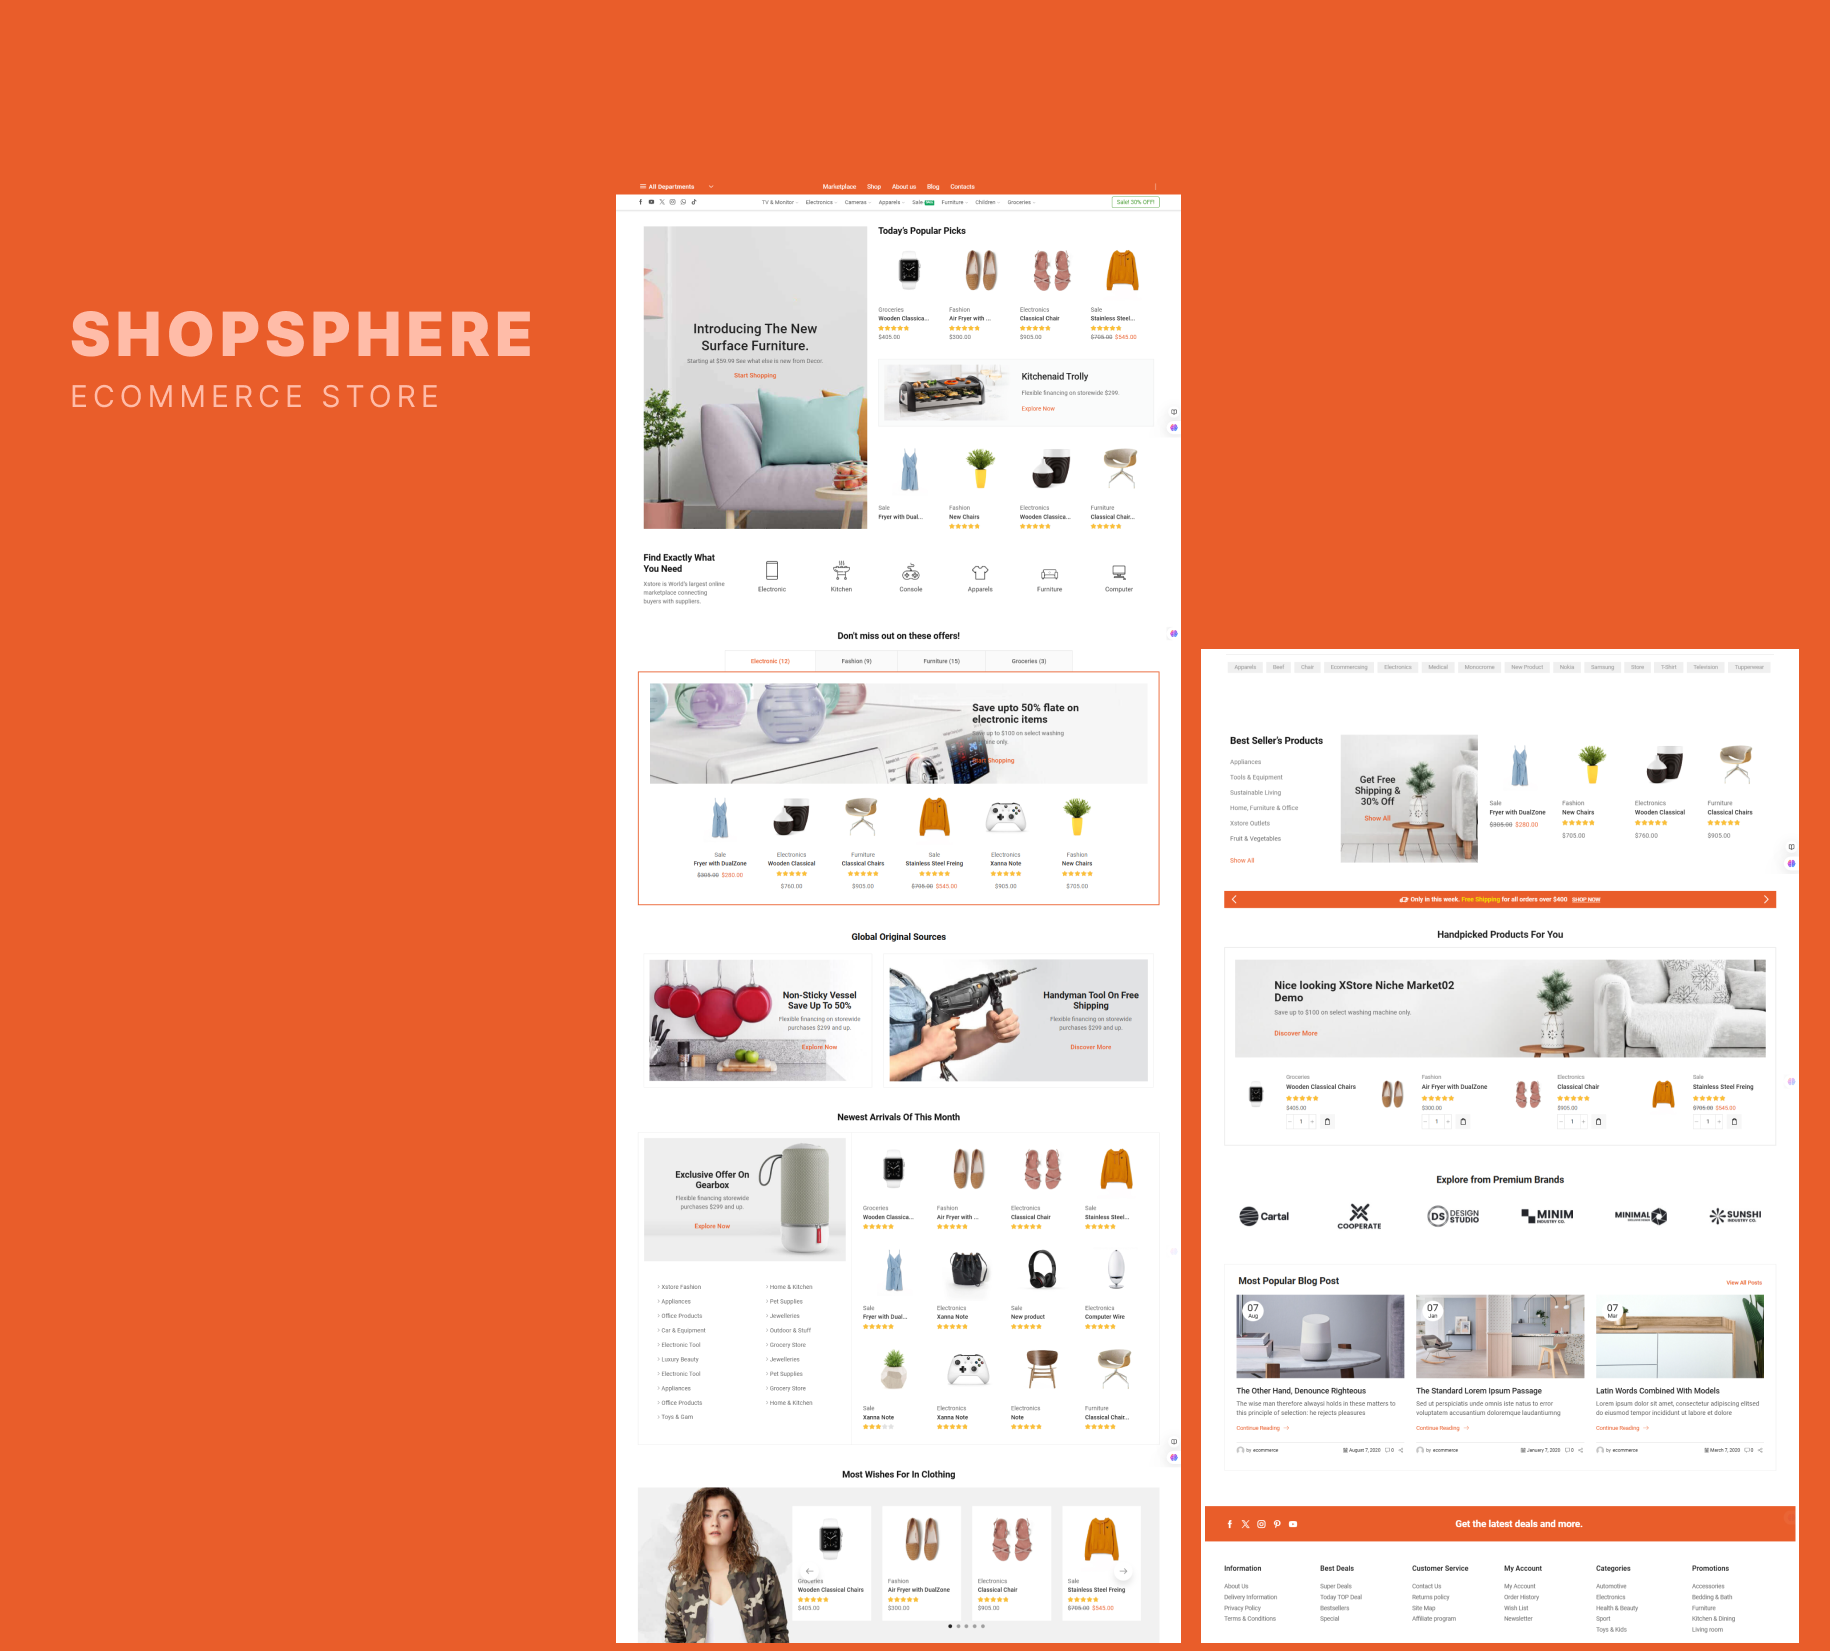 SHOPSPHERE
ECOMMERCE STORE
All Departments
Marketplace Shop About us Blog Contacts
TV & Monitor Electronics Cameras Apparels Sale Furniture Children Groceries
Sale! 30% OFF!
Introducing The New
Surface Furniture.
Starting at $59.99 See what else is new from Decor.
Start Shopping
Today's Popular Picks
Groceries Fashion Electronics Sale
Wooden Classica... Air Fryer with ... Classical Chair Stainless Steel...
$405.00 $300.00 $905.00 $705.00 $545.00
Kitchenaid Trolly
Flexible financing on storewide $299.
Explore Now
Sale Fashion Electronics Furniture
Fryer with Dual... New Chairs Wooden Classica... Classical Chair...
Find Exactly What
You Need
Xstore is World's largest online
marketplace connecting
buyers with suppliers.
Electronic Kitchen Console Apparels Furniture Computer
Don't miss out on these offers!
Electronic (12) Fashion (9) Furniture (15) Groceries (3)
Save upto 50% flate on
electronic items
Save up to $100 on select washing
only.
Start Shopping
Sale Electronics Furniture Sale Electronics Fashion
Fryer with DualZone Wooden Classical Classical Chairs Stainless Steel Freing Xanna Note New Chairs
$305.00 $280.00 $760.00 $905.00 $705.00 $545.00 $905.00 $705.00
Global Original Sources
Non-Sticky Vessel
Save Up To 50%
Flexible financing on storewide
purchases $299 and up.
Explore Now
Handyman Tool On Free
Shipping
Flexible financing on storewide
purchases $299 and up.
Discover More
Newest Arrivals Of This Month
Exclusive Offer On
Gearbox
Flexible financing storewide
purchases $299 and up.
Explore Now
Xstore Fashion Home & Kitchen
Appliances Pet Supplies
Office Products Jewelleries
Car & Equipment Outdoor & Stuff
Electronic Tool Grocery Store
Luxury Beauty Jewelleries
Electronic Tool Pet Supplies
Appliances Grocery Store
Office Products Home & Kitchen
Toys & Gam
Groceries Fashion Electronics Sale
Wooden Classica... Air Fryer with ... Classical Chair Stainless Steel...
Sale Electronics Sale Electronics
Fryer with Dual... Xanna Note New product Computer Wire
Sale Electronics Electronics Furniture
Xanna Note Xanna Note Note Classical Chair...
Most Wishes For In Clothing
Groceries Fashion Electronics Sale
Wooden Classical Chairs Air Fryer with DualZone Classical Chair Stainless Steel Freing
$405.00 $300.00 $905.00 $705.00 $545.00
Apparels Beef Chair Ecommercsing Electronics Medical Monocrome New Product Nokia Samsung Store T-Shirt Television Tupperwear
Best Seller's Products
Appliances
Tools & Equipment
Sustainable Living
Home, Furniture & Office
Xstore Outlets
Fruit & Vegetables
Show All
Get Free
Shipping &
30% Off
Show All
Sale Fashion Electronics Furniture
Fryer with DualZone New Chairs Wooden Classical Classical Chairs
$305.00 $280.00 $705.00 $760.00 $905.00
Only in this week. Free Shipping for all orders over $400 SHOP NOW
Handpicked Products For You
Nice looking XStore Niche Market02
Demo
Save up to $100 on select washing machine only.
Discover More
Groceries Fashion Electronics Sale
Wooden Classical Chairs Air Fryer with DualZone Classical Chair Stainless Steel Freing
$405.00 $300.00 $905.00 $705.00 $545.00
- 1 + - 1 + - 1 + - 1 +
Explore from Premium Brands
Cartal
COOPERATE
DS DESIGN
STUDIO
MINIM
INDUSTRY CO.
MINIMAL
SUNSHI
INDUSTRY CO.
Most Popular Blog Post
View All Posts
07
Aug
07
Jan
07
Mar
The Other Hand, Denounce Righteous
The wise man therefore alwaysi holds in these matters to
this principle of selection: he rejects pleasures
Continue Reading
by ecommerce August 7, 2020 0
The Standard Lorem Ipsum Passage
Sed ut perspiciatis unde omnis iste natus to error
voluptatem accusantium doloremque laudantiurng
Continue Reading
by ecommerce January 7, 2020 0
Latin Words Combined With Models
Lorem ipsum dolor sit amet, consectetur adipiscing elitsed
do eiusmod tempor incididunt ut labore et dolore
Continue Reading
by ecommerce March 7, 2020 0
Get the latest deals and more.
Information Best Deals Customer Service My Account Categories Promotions
About Us Super Deals Contact Us My Account Automotive Accessories
Delivery Information Today TOP Deal Returns policy Order History Electronics Bedding & Bath
Privacy Policy Bestsellers Site Map Wish List Health & Beauty Furniture
Terms & Conditions Special Affiliate program Newsletter Sport Kitchen & Dining
Toys & Kids Living room